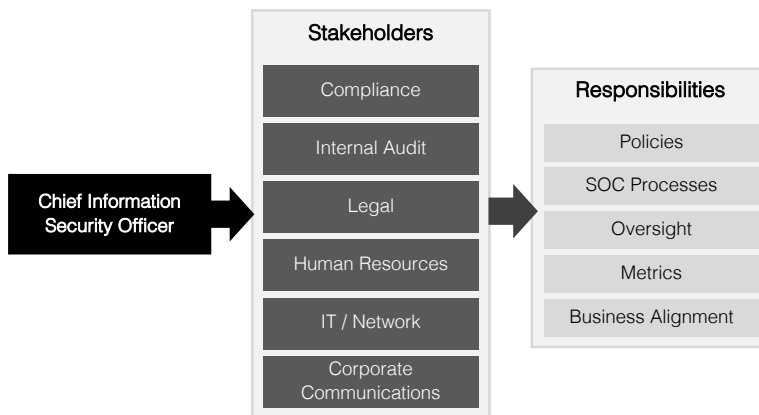 Chief Information
Security Officer
Stakeholders
Compliance
Internal Audit
Legal
Human Resources
IT / Network
Corporate
Communications
Responsibilities
Policies
SOC Processes
Oversight
Metrics
Business Alignment